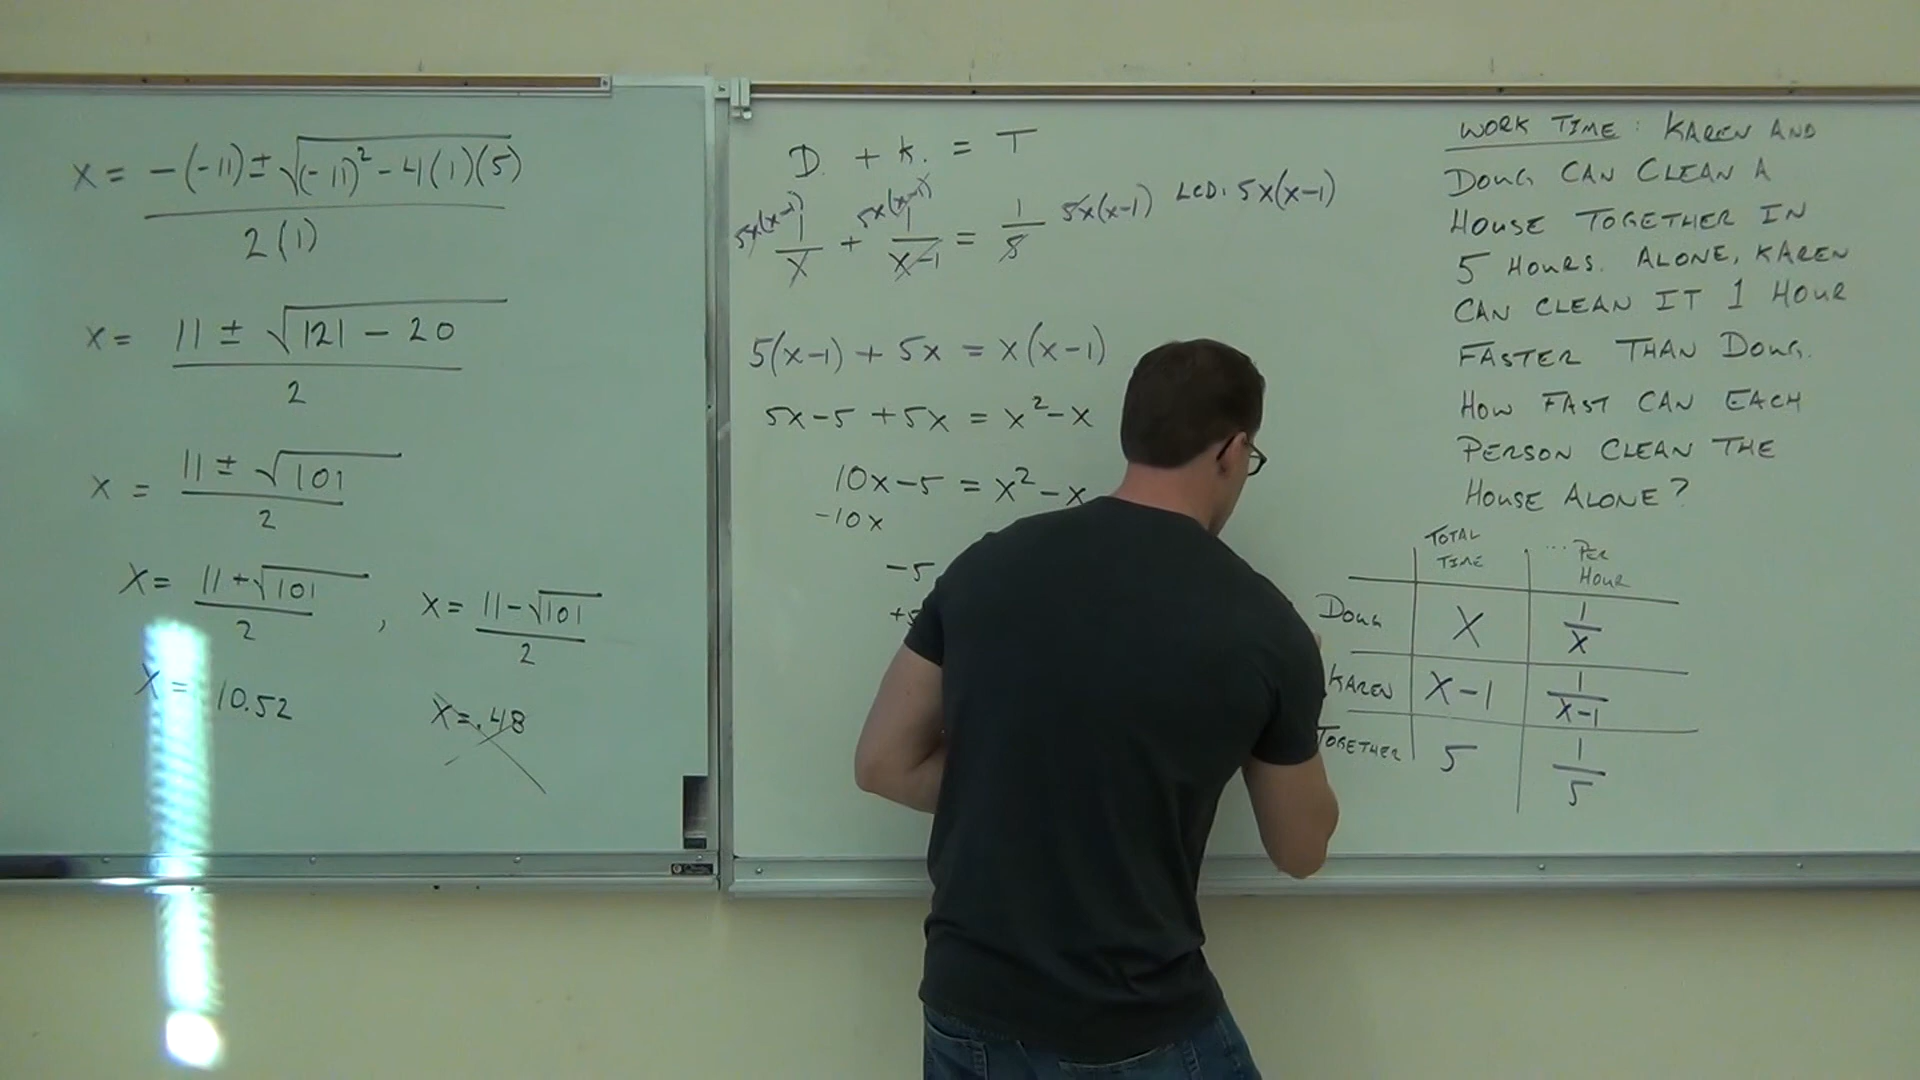 x = -(-11) ± √(-11)² - 4(1)(5) / 2(1)
x = 11 ± √121 - 20 / 2
x = 11 ± √101 / 2
x = 11 + √101 / 2 , x = 11 - √101 / 2
x = 10.52 x = .48
D. + K. = T
5x(x-1) 1/x + 5x(x-1) 1/x-1 = 1/5 5x(x-1) LCD: 5x(x-1)
5(x-1) + 5x = x(x-1)
5x-5 + 5x = x² - x
10x - 5 = x² - x
-10x
-5
+5
WORK TIME: KAREN AND
DOUG CAN CLEAN A
HOUSE TOGETHER IN
5 HOURS. ALONE, KAREN
CAN CLEAN IT 1 HOUR
FASTER THAN DOUG.
HOW FAST CAN EACH
PERSON CLEAN THE
HOUSE ALONE?
TOTAL TIME ... PER HOUR
DOUG x 1/x
KAREN x-1 1/x-1
TOGETHER 5 1/5